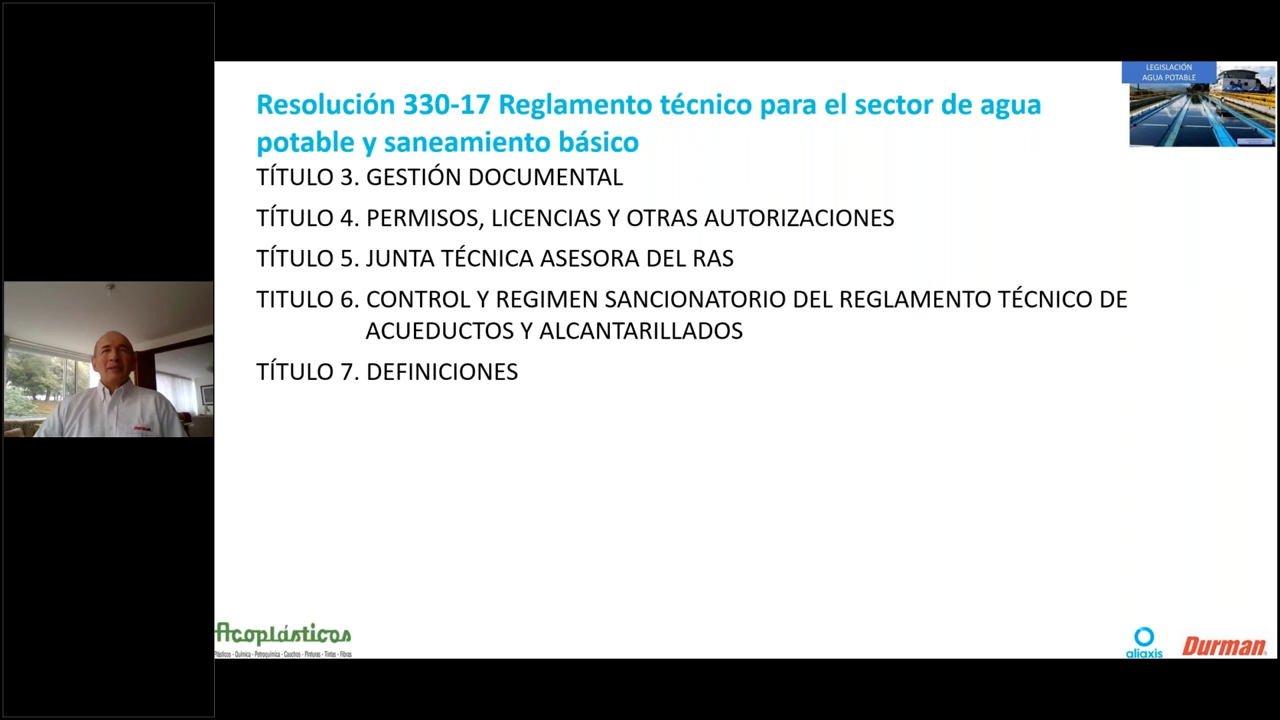 LEGISLACIÓN
AGUA POTABLE
Resolución 330-17 Reglamento técnico para el sector de agua
potable y saneamiento básico
TÍTULO 3. GESTIÓN DOCUMENTAL
TÍTULO 4. PERMISOS, LICENCIAS Y OTRAS AUTORIZACIONES
TÍTULO 5. JUNTA TÉCNICA ASESORA DEL RAS
TITULO 6. CONTROL Y REGIMEN SANCIONATORIO DEL REGLAMENTO TÉCNICO DE
ACUEDUCTOS Y ALCANTARILLADOS
TÍTULO 7. DEFINICIONES
Durman
Acoplásticos
Plásticos - Química - Petroquímica - Cauchos - Pinturas - Tintas - Fibras
aliaxis
Durman